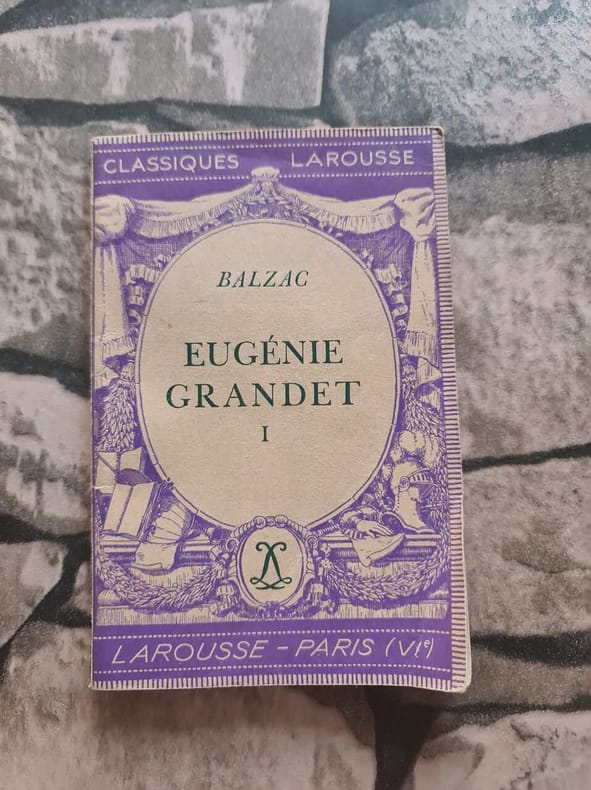 CLASSIQUES LAROUSSE
BALZAC
EUGÉNIE
GRANDET
I
LAROUSSE - PARIS (VIe)